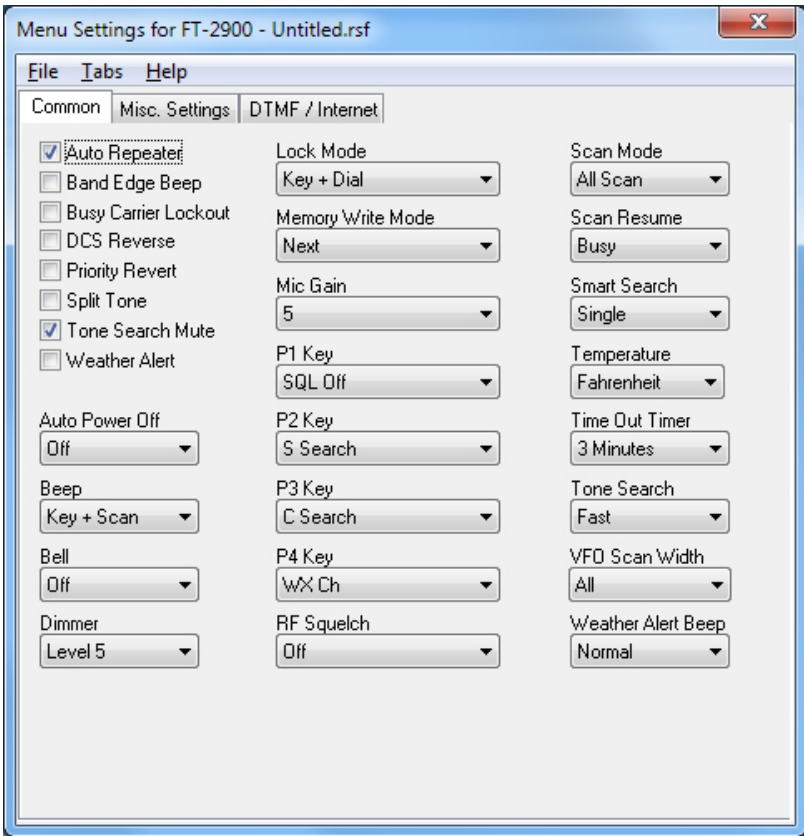 Menu Settings for FT-2900 - Untitled.rsf
File Tabs Help
Common Misc. Settings DTMF / Internet
Auto Repeater
Band Edge Beep
Busy Carrier Lockout
DCS Reverse
Priority Revert
Split Tone
Tone Search Mute
Weather Alert
Auto Power Off
Off
Beep
Key + Scan
Bell
Off
Dimmer
Level 5
Lock Mode
Key + Dial
Memory Write Mode
Next
Mic Gain
5
P1 Key
SQL Off
P2 Key
S Search
P3 Key
C Search
P4 Key
WX Ch
RF Squelch
Off
Scan Mode
All Scan
Scan Resume
Busy
Smart Search
Single
Temperature
Fahrenheit
Time Out Timer
3 Minutes
Tone Search
Fast
VFO Scan Width
All
Weather Alert Beep
Normal